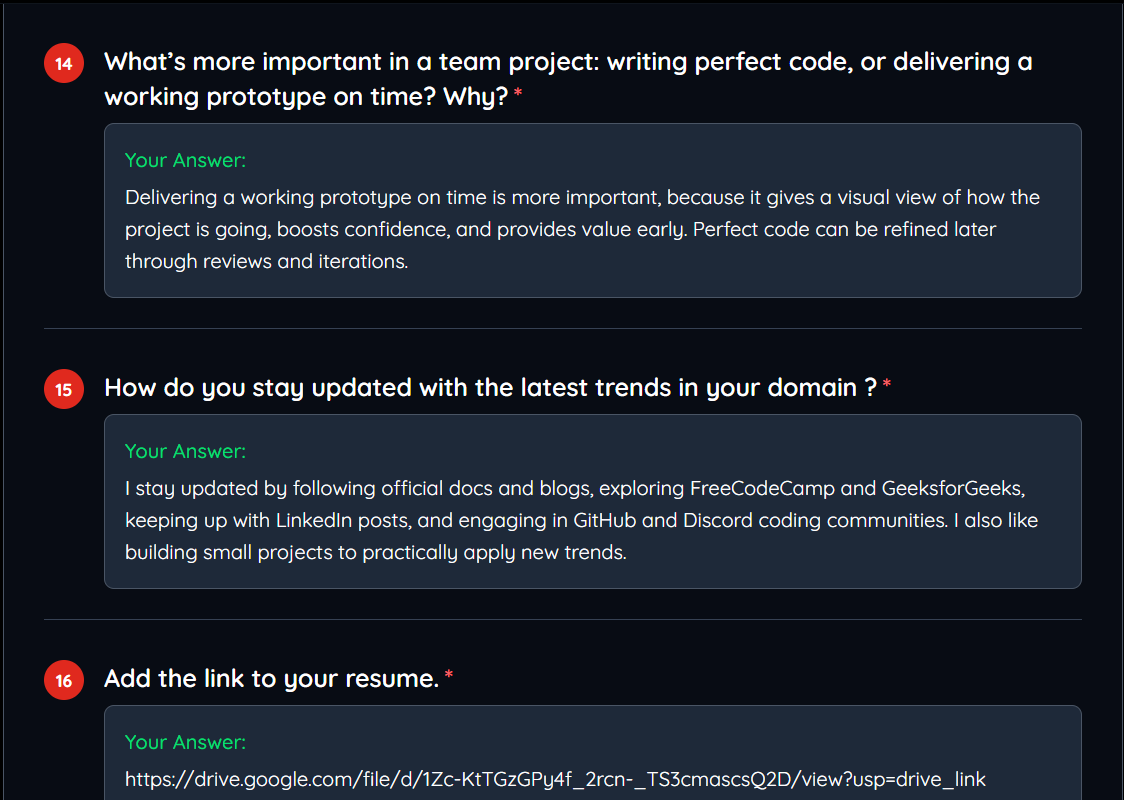 14
What’s more important in a team project: writing perfect code, or delivering a
working prototype on time? Why? *
Your Answer:
Delivering a working prototype on time is more important, because it gives a visual view of how the
project is going, boosts confidence, and provides value early. Perfect code can be refined later
through reviews and iterations.
15
How do you stay updated with the latest trends in your domain ? *
Your Answer:
I stay updated by following official docs and blogs, exploring FreeCodeCamp and GeeksforGeeks,
keeping up with LinkedIn posts, and engaging in GitHub and Discord coding communities. I also like
building small projects to practically apply new trends.
16
Add the link to your resume. *
Your Answer:
https://drive.google.com/file/d/1Zc-KtTGzGPy4f_2rcn-_TS3cmascsQ2D/view?usp=drive_link